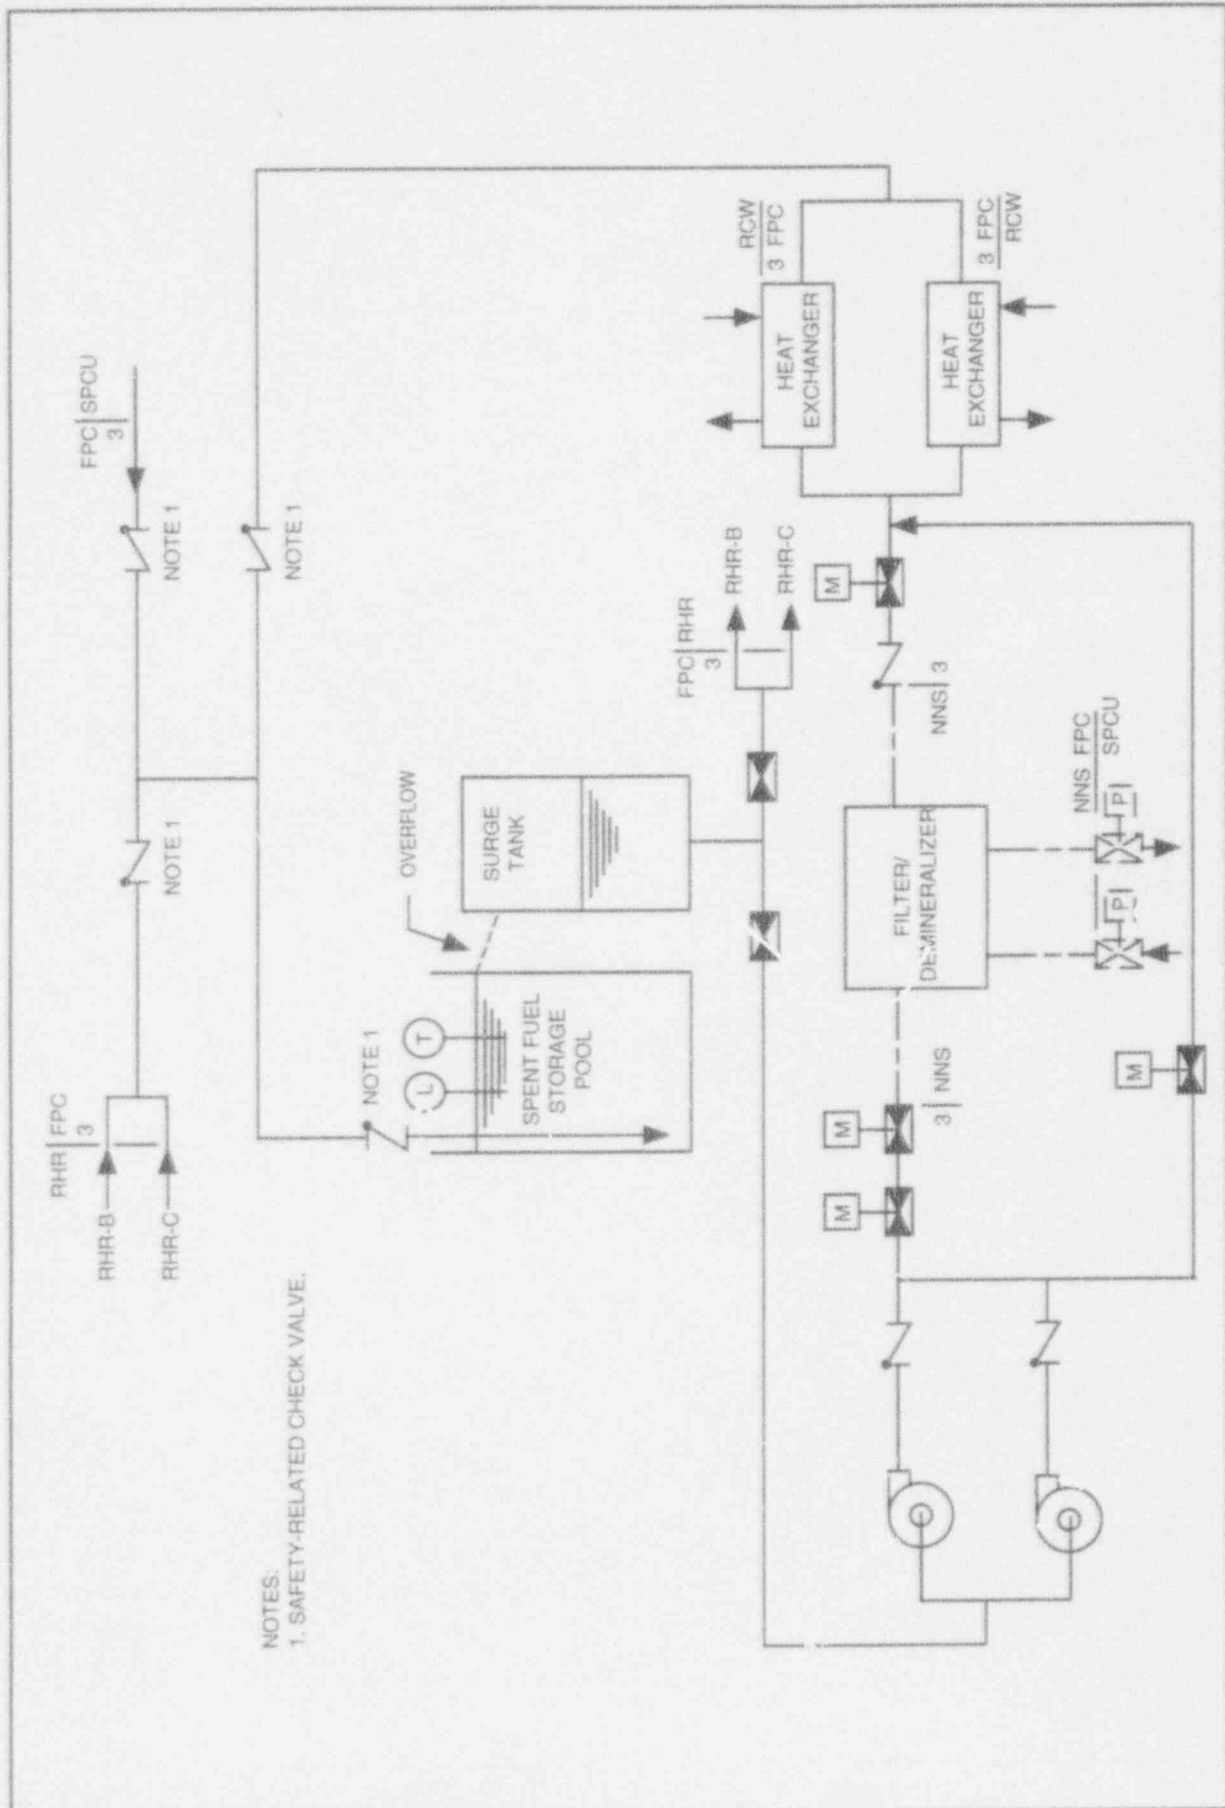 RHR FPC
3
RHR-B
RHR-C
NOTE 1
FPC SPCU
3
NOTE 1
NOTE 1
NOTE 1
L
T
SPENT FUEL
STORAGE
POOL
OVERFLOW
SURGE
TANK
FPC RHR
3
RHR-B
RHR-C
RCW
3 FPC
HEAT
EXCHANGER
HEAT
EXCHANGER
3 FPC
RCW
M
M
3 NNS
FILTER/
DEMINERALIZER
NNS 3
M
NNS FPC
SPCU
P
P
M
NOTES:
1. SAFETY-RELATED CHECK VALVE.